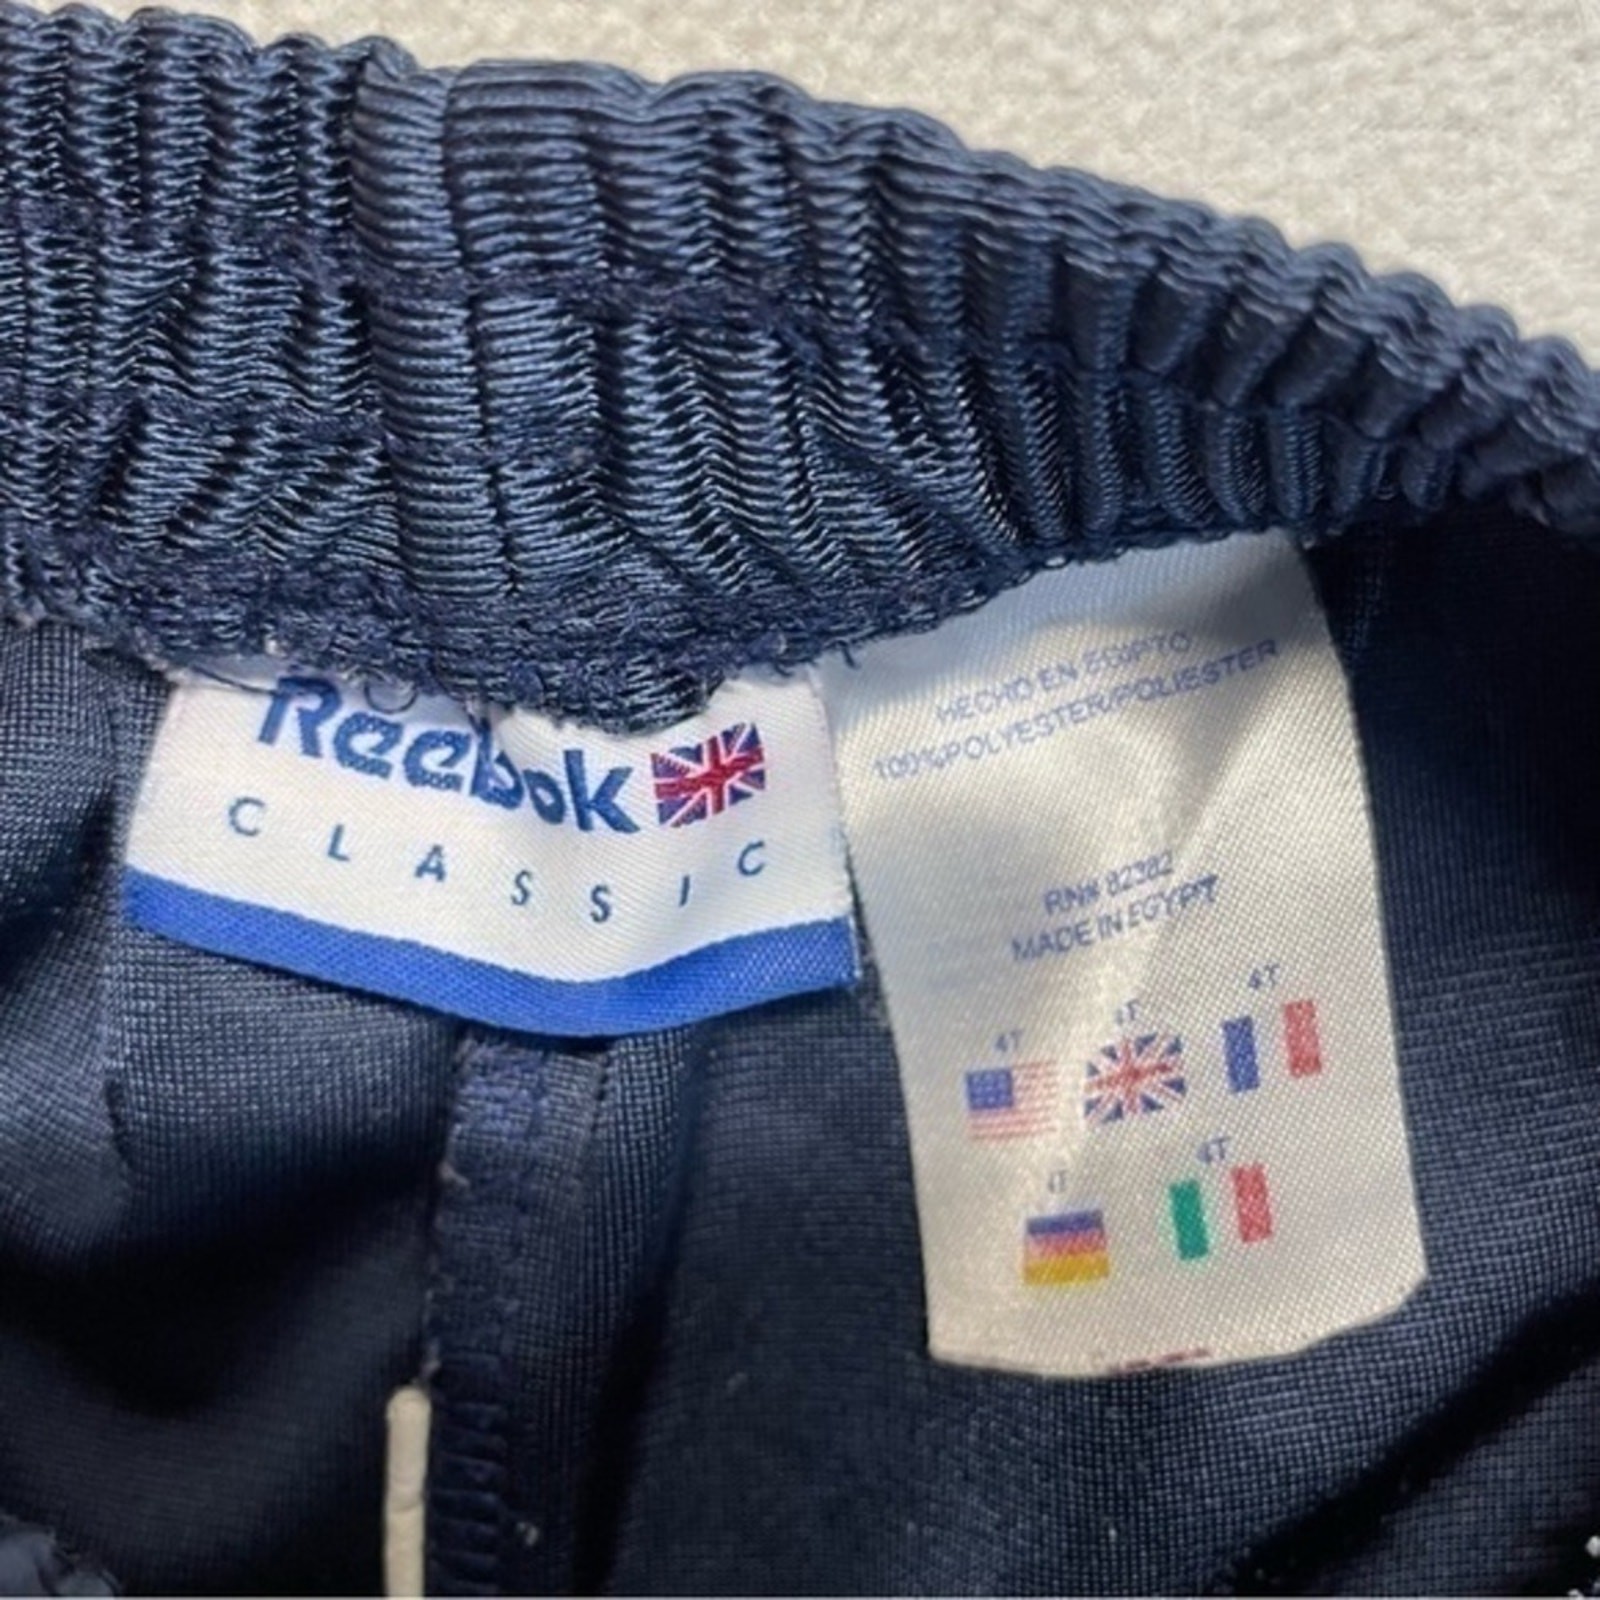 Reebok
CLASSIC
HECHO EN EGIPTO
100%POLYESTER/POLIESTER
RN# 82382
MADE IN EGYPT
4T 4T 4T
4T 4T